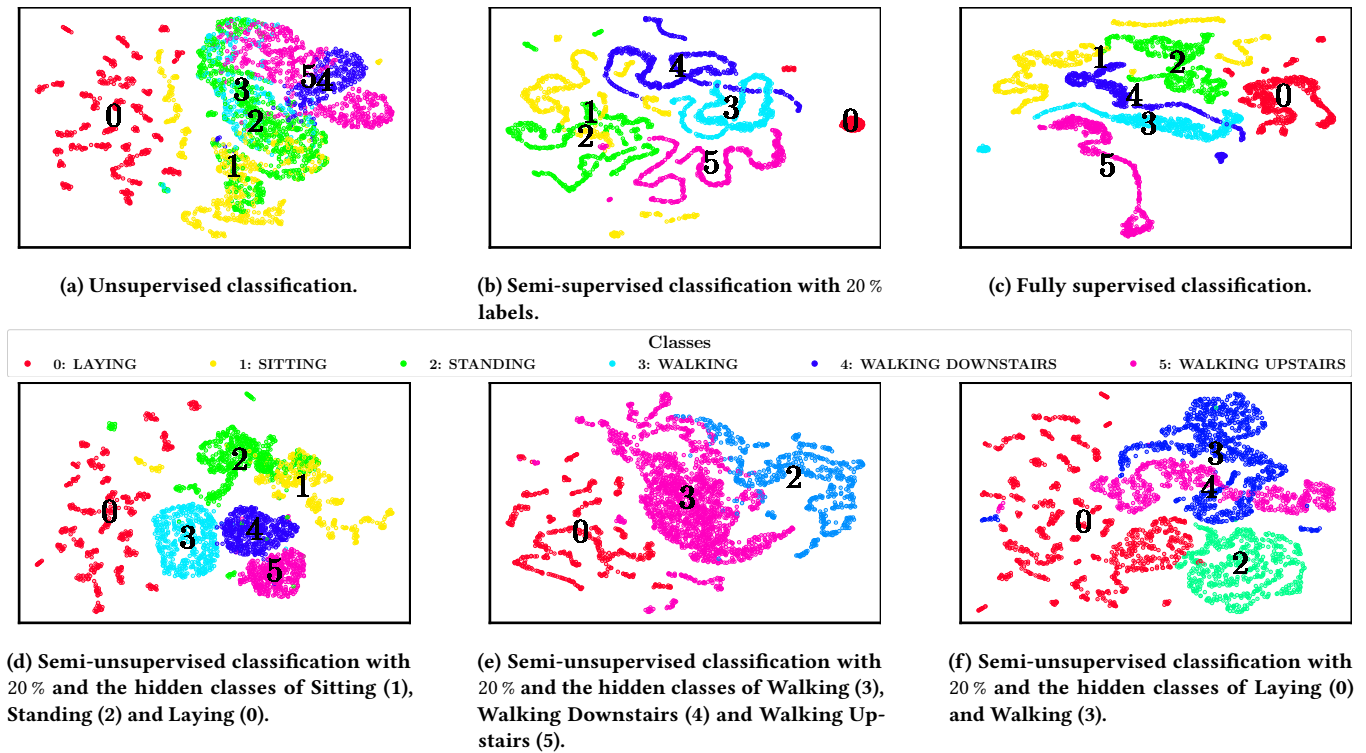 0
3
5
4
2
1
4
3
1
2
5
0
1
2
0
4
3
5
(a) Unsupervised classification.
(b) Semi-supervised classification with 20 %
labels.
(c) Fully supervised classification.
Classes
0: LAYING 1: SITTING 2: STANDING 3: WALKING 4: WALKING DOWNSTAIRS 5: WALKING UPSTAIRS
2
1
0
3
4
5
2
3
0
3
4
0
2
(d) Semi-unsupervised classification with
20 % and the hidden classes of Sitting (1),
Standing (2) and Laying (0).
(e) Semi-unsupervised classification with
20 % and the hidden classes of Walking (3),
Walking Downstairs (4) and Walking Up-
stairs (5).
(f) Semi-unsupervised classification with
20 % and the hidden classes of Laying (0)
and Walking (3).